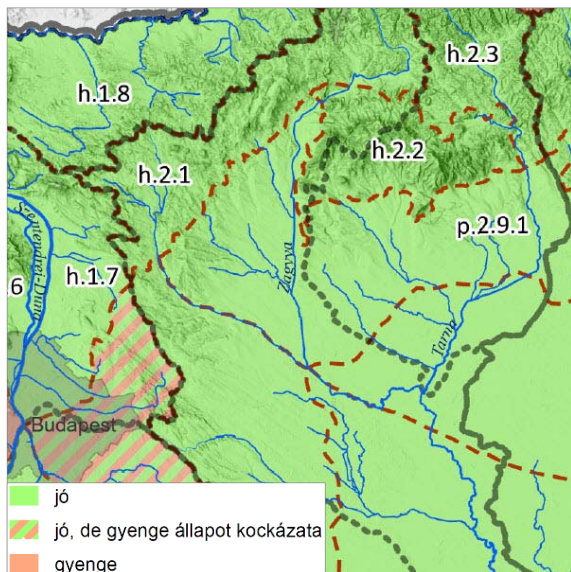 h.2.3
h.1.8
h.2.2
h.2.1
p.2.9.1
Szentendrei-Duna
Zagyva
h.1.7
.6
Tarna
Budapest
jó
jó, de gyenge állapot kockázata
gyenge